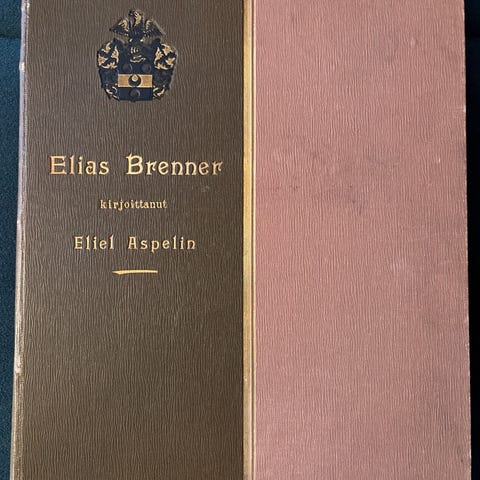 Elias Brenner
kirjoittanut
Eliel Aspelin